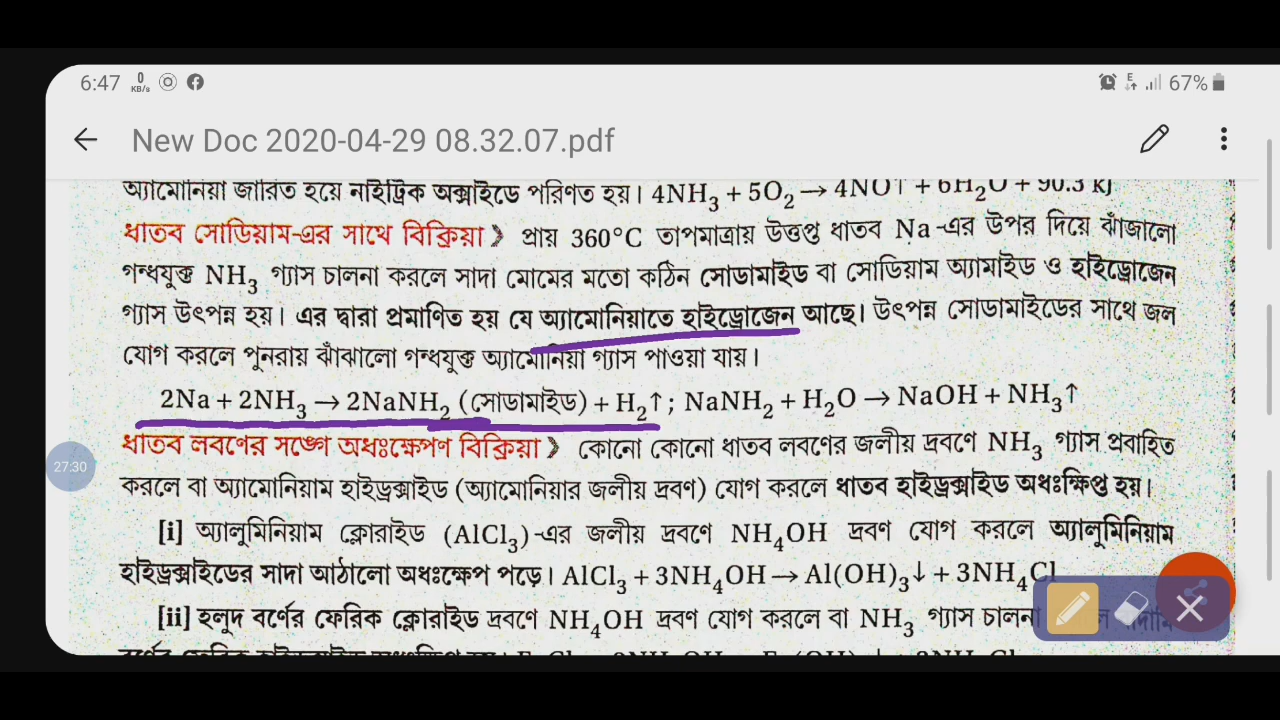 6:47 0 KB/s E 67%
New Doc 2020-04-29 08.32.07.pdf
অ্যামোনিয়া জারিত হয়ে নাইট্রিক অক্সাইডে পরিণত হয়। 4NH₃ + 5O₂ → 4NO↑ + 6H₂O + 90.3 kJ
ধাতব সোডিয়াম-এর সাথে বিক্রিয়া》 প্রায় 360°C তাপমাত্রায় উত্তপ্ত ধাতব Na-এর উপর দিয়ে ঝাঁজালো
গন্ধযুক্ত NH₃ গ্যাস চালনা করলে সাদা মোমের মতো কঠিন সোডামাইড বা সোডিয়াম অ্যামাইড ও হাইড্রোজেন
গ্যাস উৎপন্ন হয়। এর দ্বারা প্রমাণিত হয় যে অ্যামোনিয়াতে হাইড্রোজেন আছে। উৎপন্ন সোডামাইডের সাথে জল
যোগ করলে পুনরায় ঝাঁঝালো গন্ধযুক্ত অ্যামোনিয়া গ্যাস পাওয়া যায়।
2Na + 2NH₃ → 2NaNH₂ (সোডামাইড) + H₂↑ ; NaNH₂ + H₂O → NaOH + NH₃↑
ধাতব লবণের সঙ্গে অধঃক্ষেপণ বিক্রিয়া》 কোনো কোনো ধাতব লবণের জলীয় দ্রবণে NH₃ গ্যাস প্রবাহিত
27:30
করলে বা অ্যামোনিয়াম হাইড্রক্সাইড (অ্যামোনিয়ার জলীয় দ্রবণ) যোগ করলে ধাতব হাইড্রক্সাইড অধঃক্ষিপ্ত হয়।
[i] অ্যালুমিনিয়াম ক্লোরাইড (AlCl₃)-এর জলীয় দ্রবণে NH₄OH দ্রবণ যোগ করলে অ্যালুমিনিয়াম
হাইড্রক্সাইডের সাদা আঠালো অধঃক্ষেপ পড়ে। AlCl₃ + 3NH₄OH → Al(OH)₃↓ + 3NH₄Cl
[ii] হলুদ বর্ণের ফেরিক ক্লোরাইড দ্রবণে NH₄OH দ্রবণ যোগ করলে বা NH₃ গ্যাস চালনা